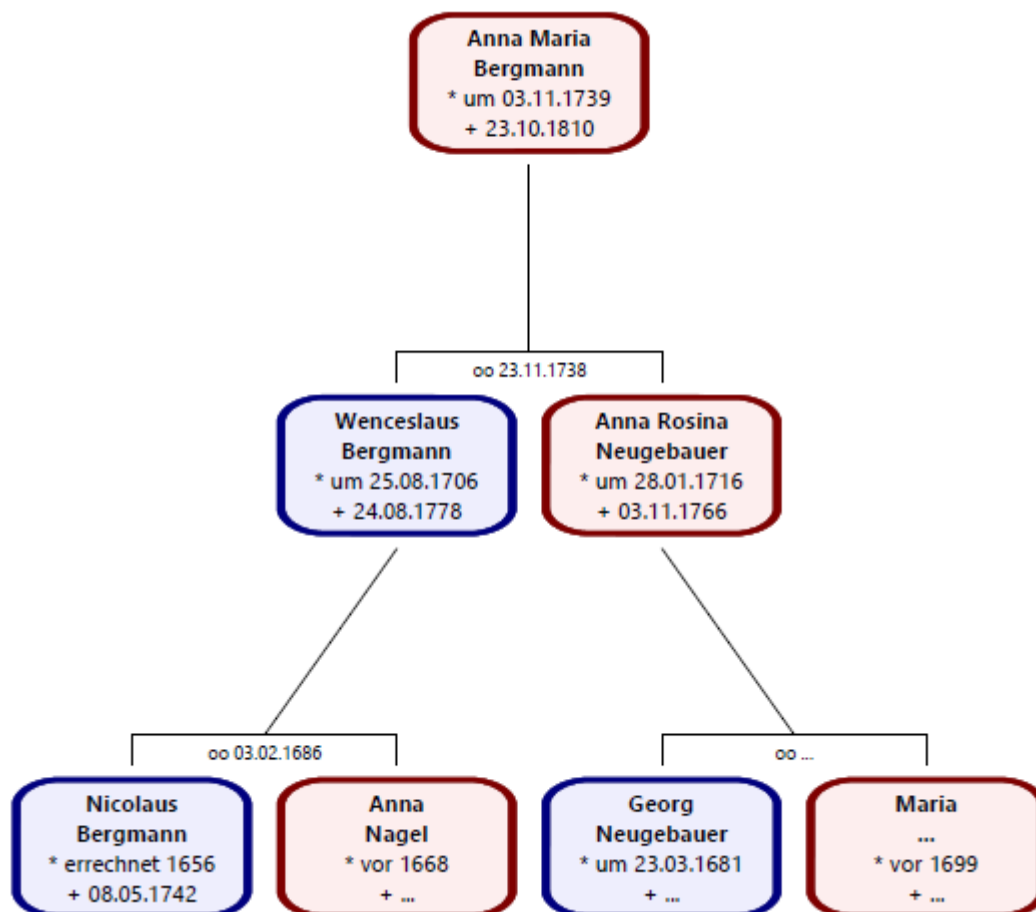 Anna Maria
Bergmann
* um 03.11.1739
+ 23.10.1810
oo 23.11.1738
Wenceslaus
Bergmann
* um 25.08.1706
+ 24.08.1778
Anna Rosina
Neugebauer
* um 28.01.1716
+ 03.11.1766
oo 03.02.1686
oo ...
Nicolaus
Bergmann
* errechnet 1656
+ 08.05.1742
Anna
Nagel
* vor 1668
+ ...
Georg
Neugebauer
* um 23.03.1681
+ ...
Maria
...
* vor 1699
+ ...